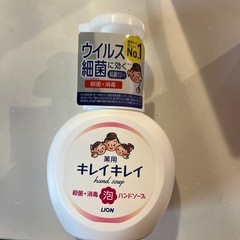 ウイルス
細菌に効く
No.1
殺菌・消毒
薬用
キレイキレイ
hand soap
殺菌+消毒 泡 ハンドソープ
LION